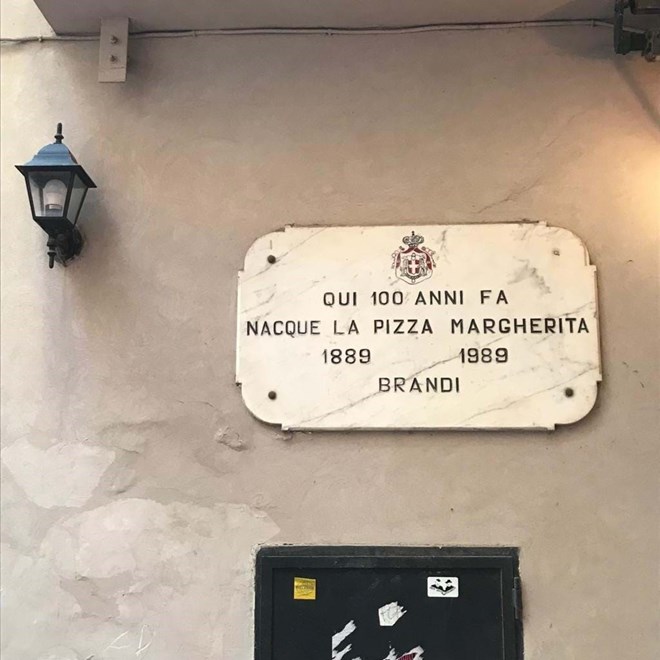 QUI 100 ANNI FA
NACQUE LA PIZZA MARGHERITA
1889 1989
BRANDI